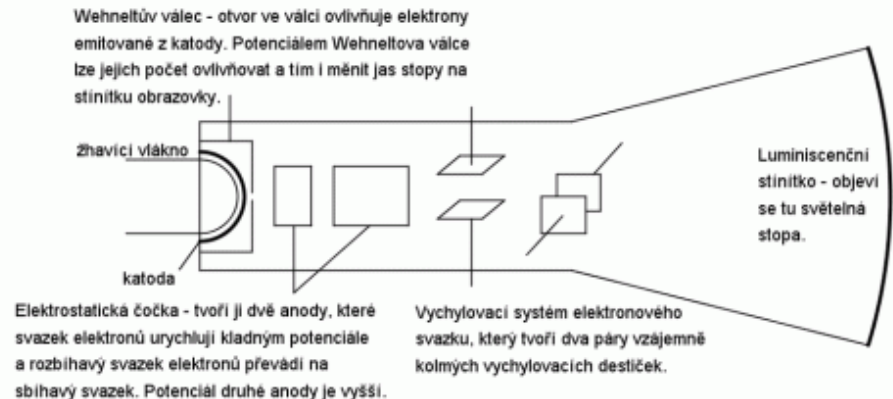 Wehneltův válec - otvor ve válci ovlivňuje elektrony
emitované z katody. Potenciálem Wehneltova válce
lze jejich počet ovlivňovat a tím i měnit jas stopy na
stínítku obrazovky.
žhavící vlákno
katoda
Luminiscenční
stínítko - objeví
se tu světelná
stopa.
Elektrostatická čočka - tvoří ji dvě anody, které
svazek elektronů urychlují kladným potenciále
a rozbíhavý svazek elektronů převádí na
sbíhavý svazek. Potenciál druhé anody je vyšší.
Vychylovací systém elektronového
svazku, který tvoří dva páry vzájemně
kolmých vychylovacích destiček.